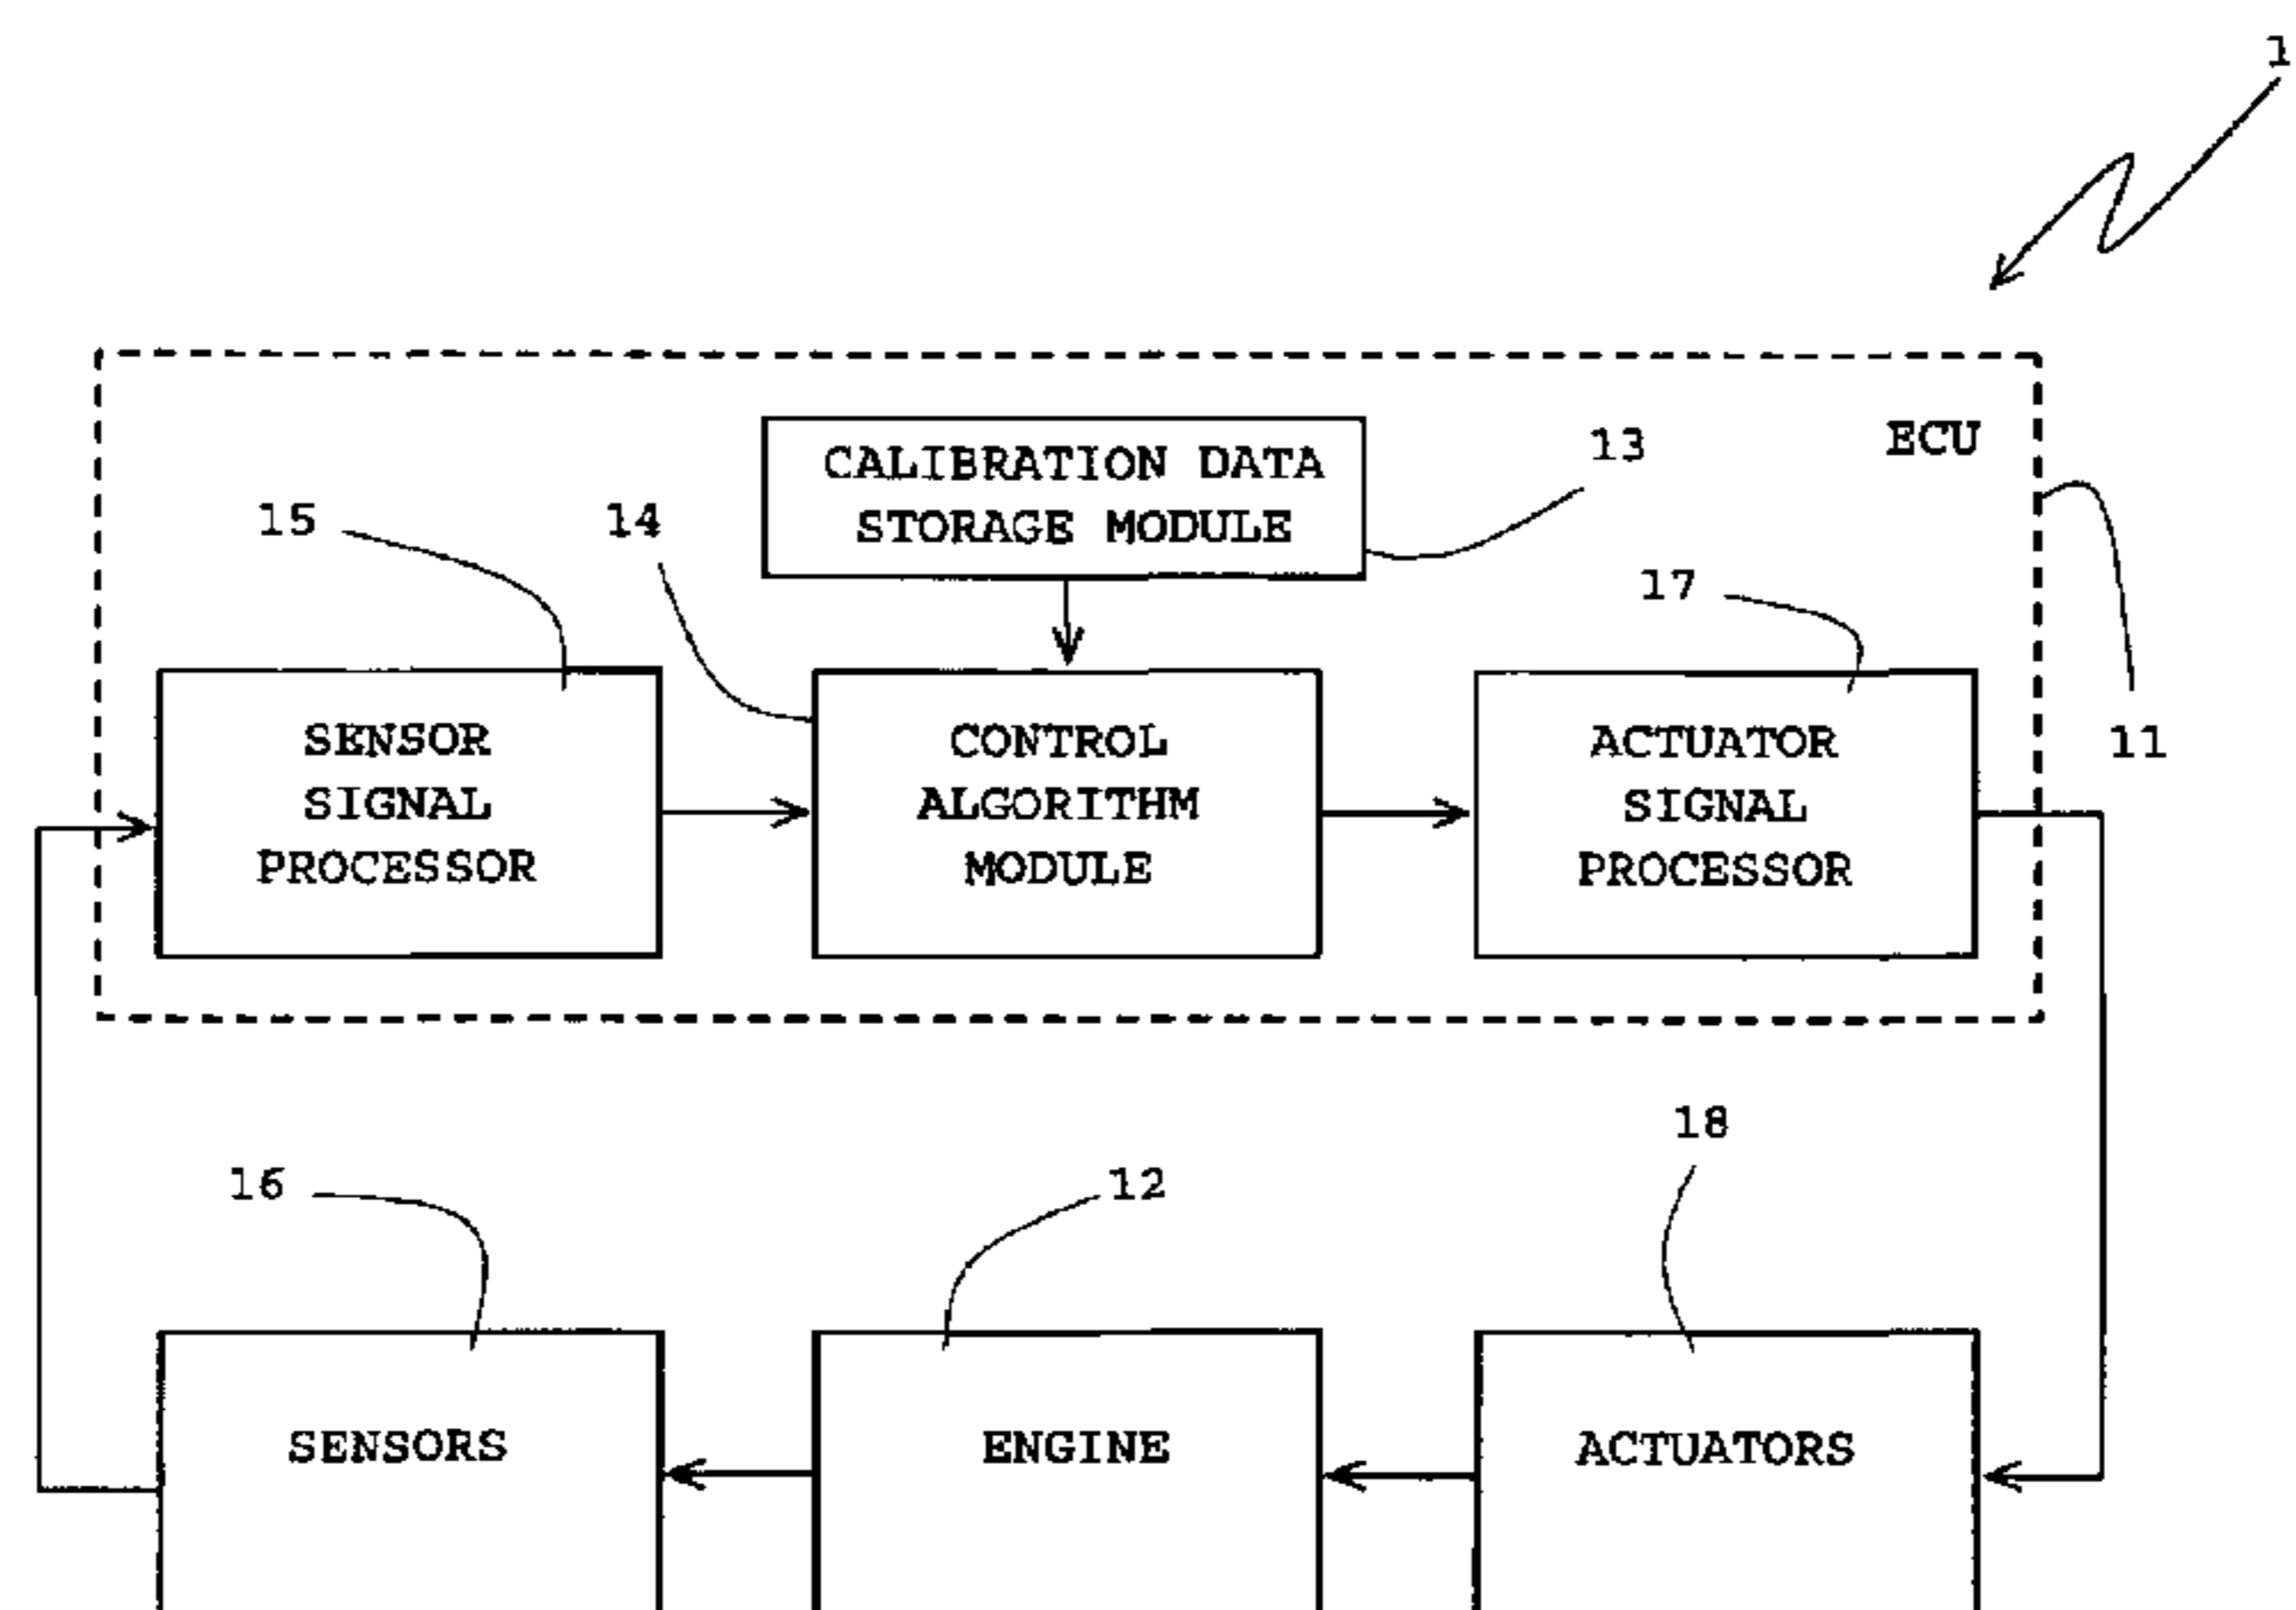 1
ECU
CALIBRATION DATA
STORAGE MODULE
13
15
14
17
SENSOR
SIGNAL
PROCESSOR
CONTROL
ALGORITHM
MODULE
ACTUATOR
SIGNAL
PROCESSOR
11
18
16
12
SENSORS
ENGINE
ACTUATORS